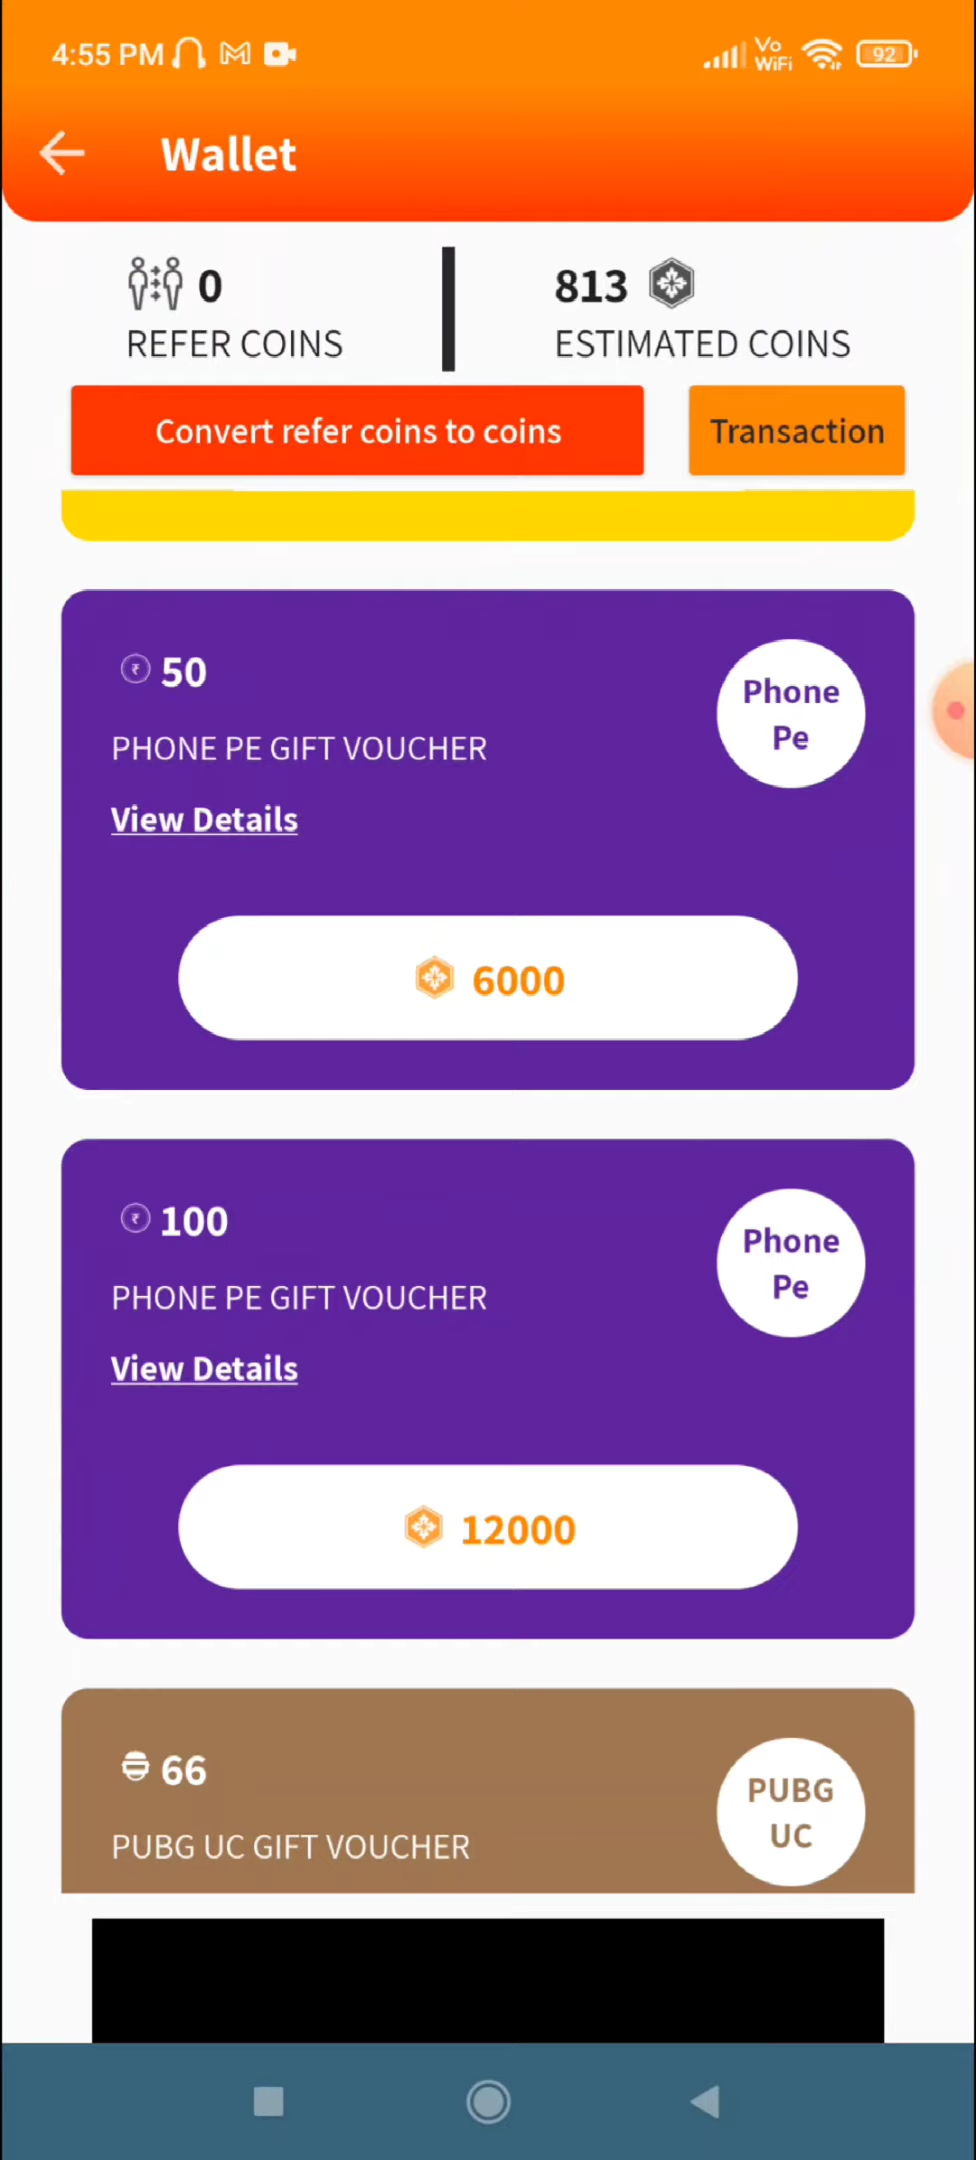 4:55 PM Vo WiFi 92
Wallet
0 813
REFER COINS ESTIMATED COINS
Convert refer coins to coins Transaction
₹ 50
Phone
Pe
PHONE PE GIFT VOUCHER
View Details
6000
₹ 100
Phone
Pe
PHONE PE GIFT VOUCHER
View Details
12000
66
PUBG
UC
PUBG UC GIFT VOUCHER